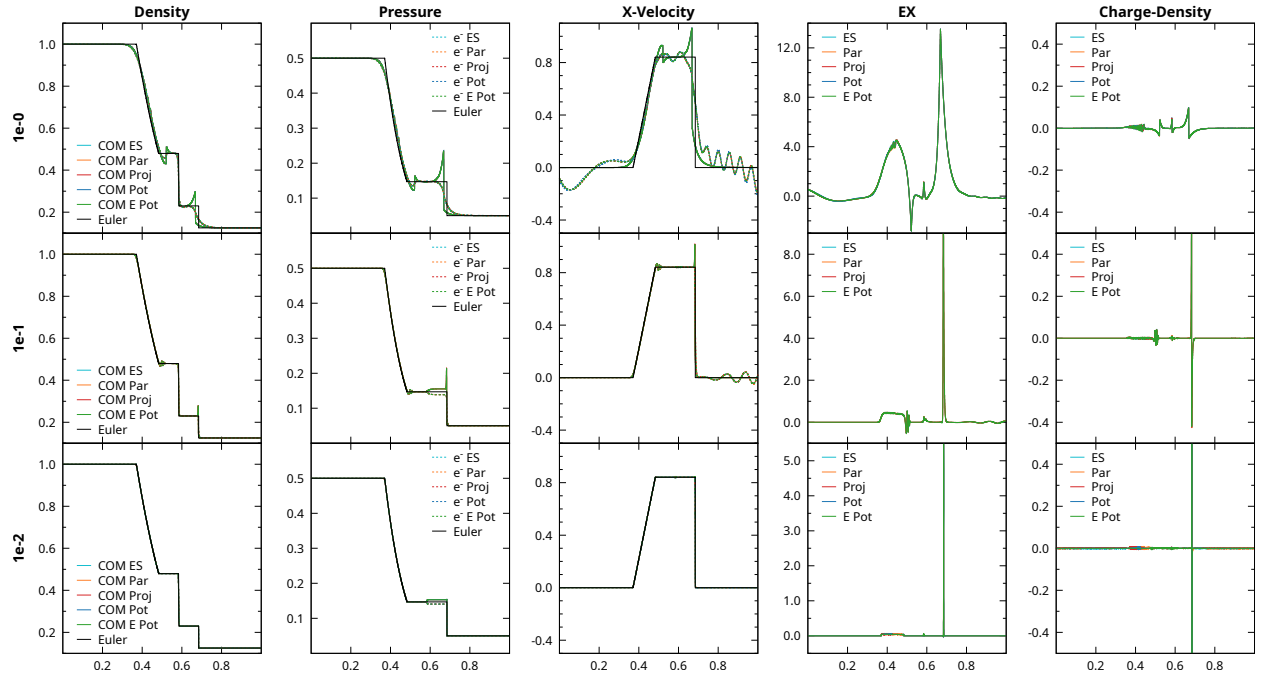 Density Pressure X-Velocity EX Charge-Density
1e-0
1.0
0.8
0.6
0.4
0.2
COM ES
COM Par
COM Proj
COM Pot
COM E Pot
Euler
0.5
0.4
0.3
0.2
0.1
e⁻ ES
e⁻ Par
e⁻ Proj
e⁻ Pot
e⁻ E Pot
Euler
0.8
0.4
0.0
-0.4
12.0
8.0
4.0
0.0
ES
Par
Proj
Pot
E Pot
0.4
0.2
0.0
-0.2
-0.4
ES
Par
Proj
Pot
E Pot
1e-1
1.0
0.8
0.6
0.4
0.2
COM ES
COM Par
COM Proj
COM E Pot
Euler
0.5
0.4
0.3
0.2
0.1
e⁻ ES
e⁻ Par
e⁻ Proj
e⁻ E Pot
Euler
0.8
0.4
0.0
-0.4
8.0
6.0
4.0
2.0
0.0
ES
Par
Proj
E Pot
0.4
0.2
0.0
-0.2
-0.4
ES
Par
Proj
E Pot
1e-2
1.0
0.8
0.6
0.4
0.2
COM ES
COM Par
COM Proj
COM Pot
COM E Pot
Euler
0.5
0.4
0.3
0.2
0.1
e⁻ ES
e⁻ Par
e⁻ Proj
e⁻ Pot
e⁻ E Pot
Euler
0.8
0.4
0.0
-0.4
5.0
4.0
3.0
2.0
1.0
0.0
ES
Par
Proj
Pot
E Pot
0.4
0.2
0.0
-0.2
-0.4
ES
Par
Proj
Pot
E Pot
0.2 0.4 0.6 0.8 0.2 0.4 0.6 0.8 0.2 0.4 0.6 0.8 0.2 0.4 0.6 0.8 0.2 0.4 0.6 0.8